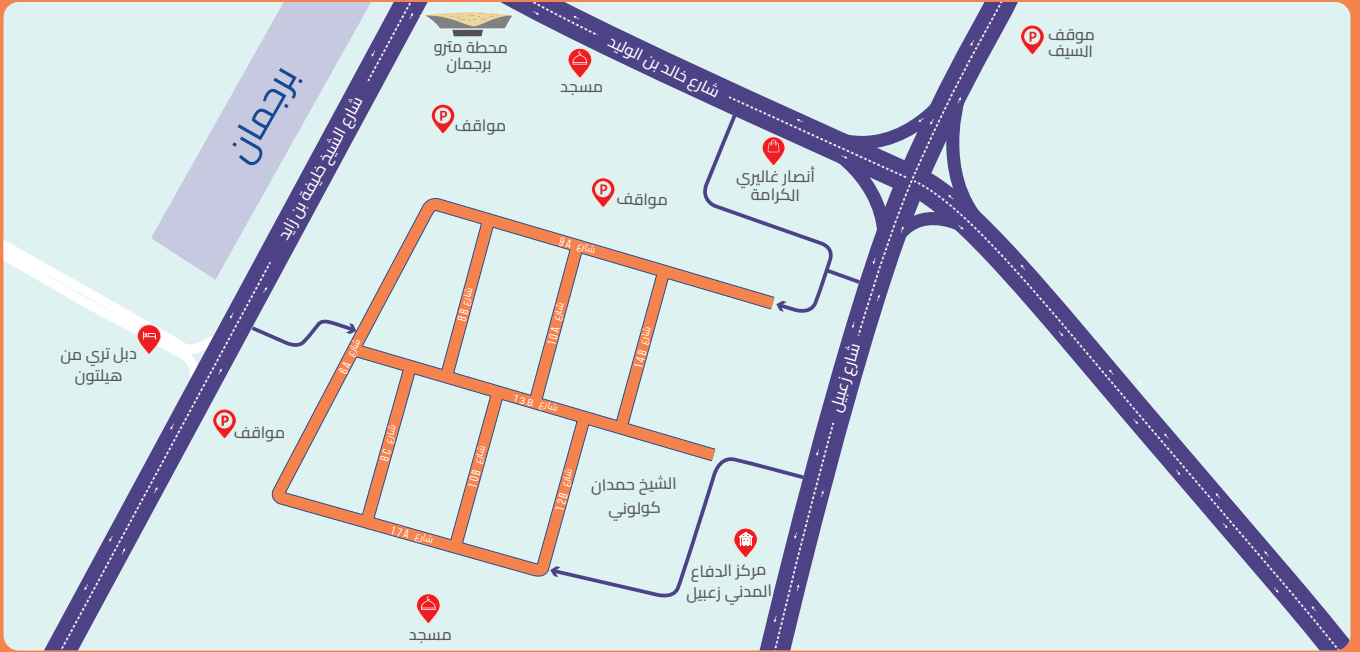 محطة مترو
برجمان
مسجد
شارع خالد بن الوليد
موقف
السيف
P
برجمان
شارع الشيخ خليفة بن زايد
P
مواقف
P
مواقف
أنصار غاليري
الكرامة
شارع 9A
شارع 8B
شارع 10A
شارع 14B
شارع 6A
شارع 13B
دبل تري من
هيلتون
شارع زعبيل
P
مواقف
شارع 8C
شارع 10B
شارع 12B
شارع 17A
الشيخ حمدان
كولوني
مركز الدفاع
المدني زعبيل
مسجد